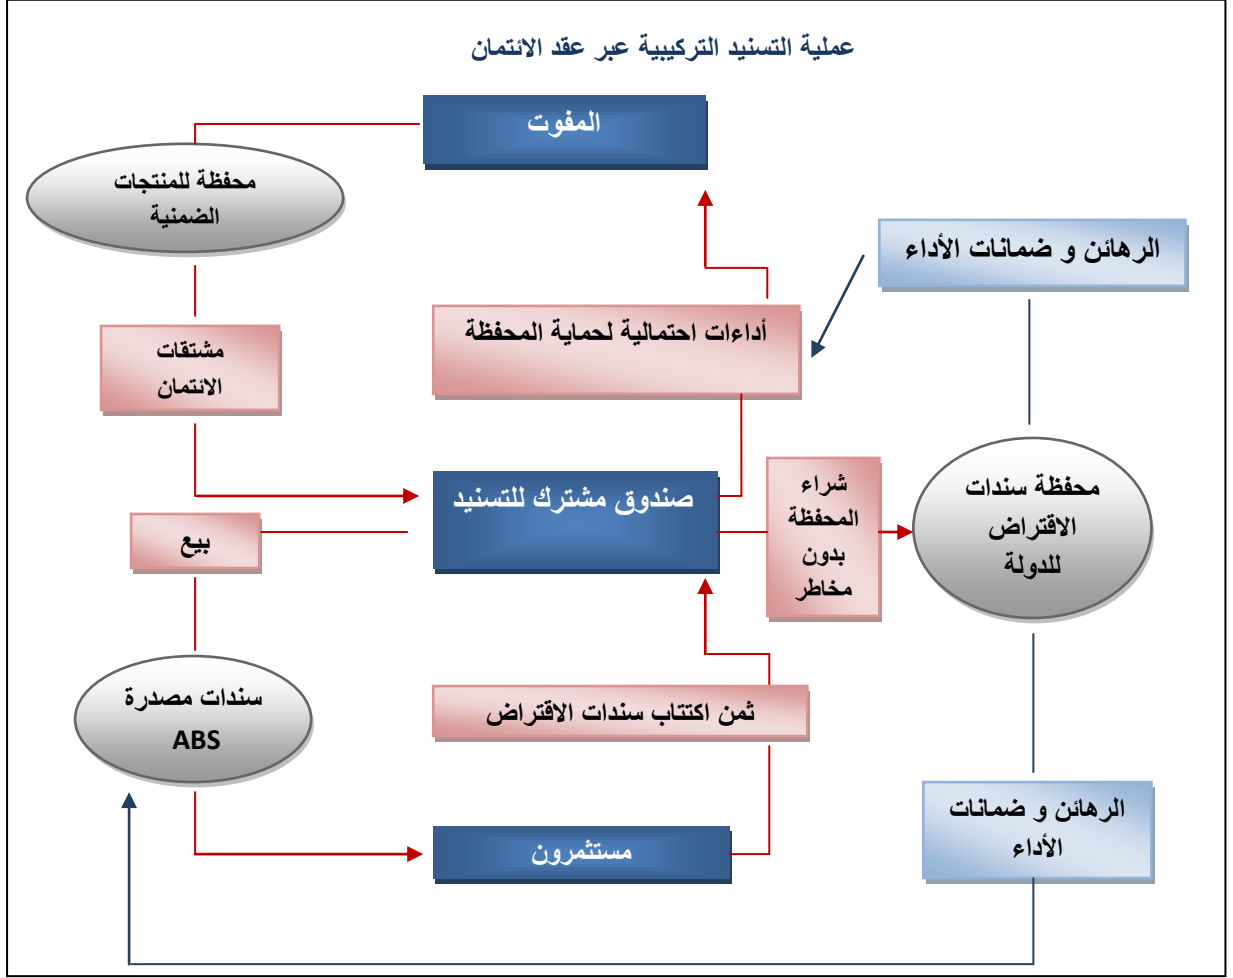 عملية التسنيد التركيبية عبر عقد الائتمان
المفوت
محفظة للمنتجات
الضمنية
الرهائن و ضمانات الأداء
أداءات احتمالية لحماية المحفظة
مشتقات
الائتمان
صندوق مشترك للتسنيد
شراء
المحفظة
بدون
مخاطر
محفظة سندات
الاقتراض
للدولة
بيع
سندات مصدرة
ABS
ثمن اكتتاب سندات الاقتراض
الرهائن و ضمانات
الأداء
مستثمرون